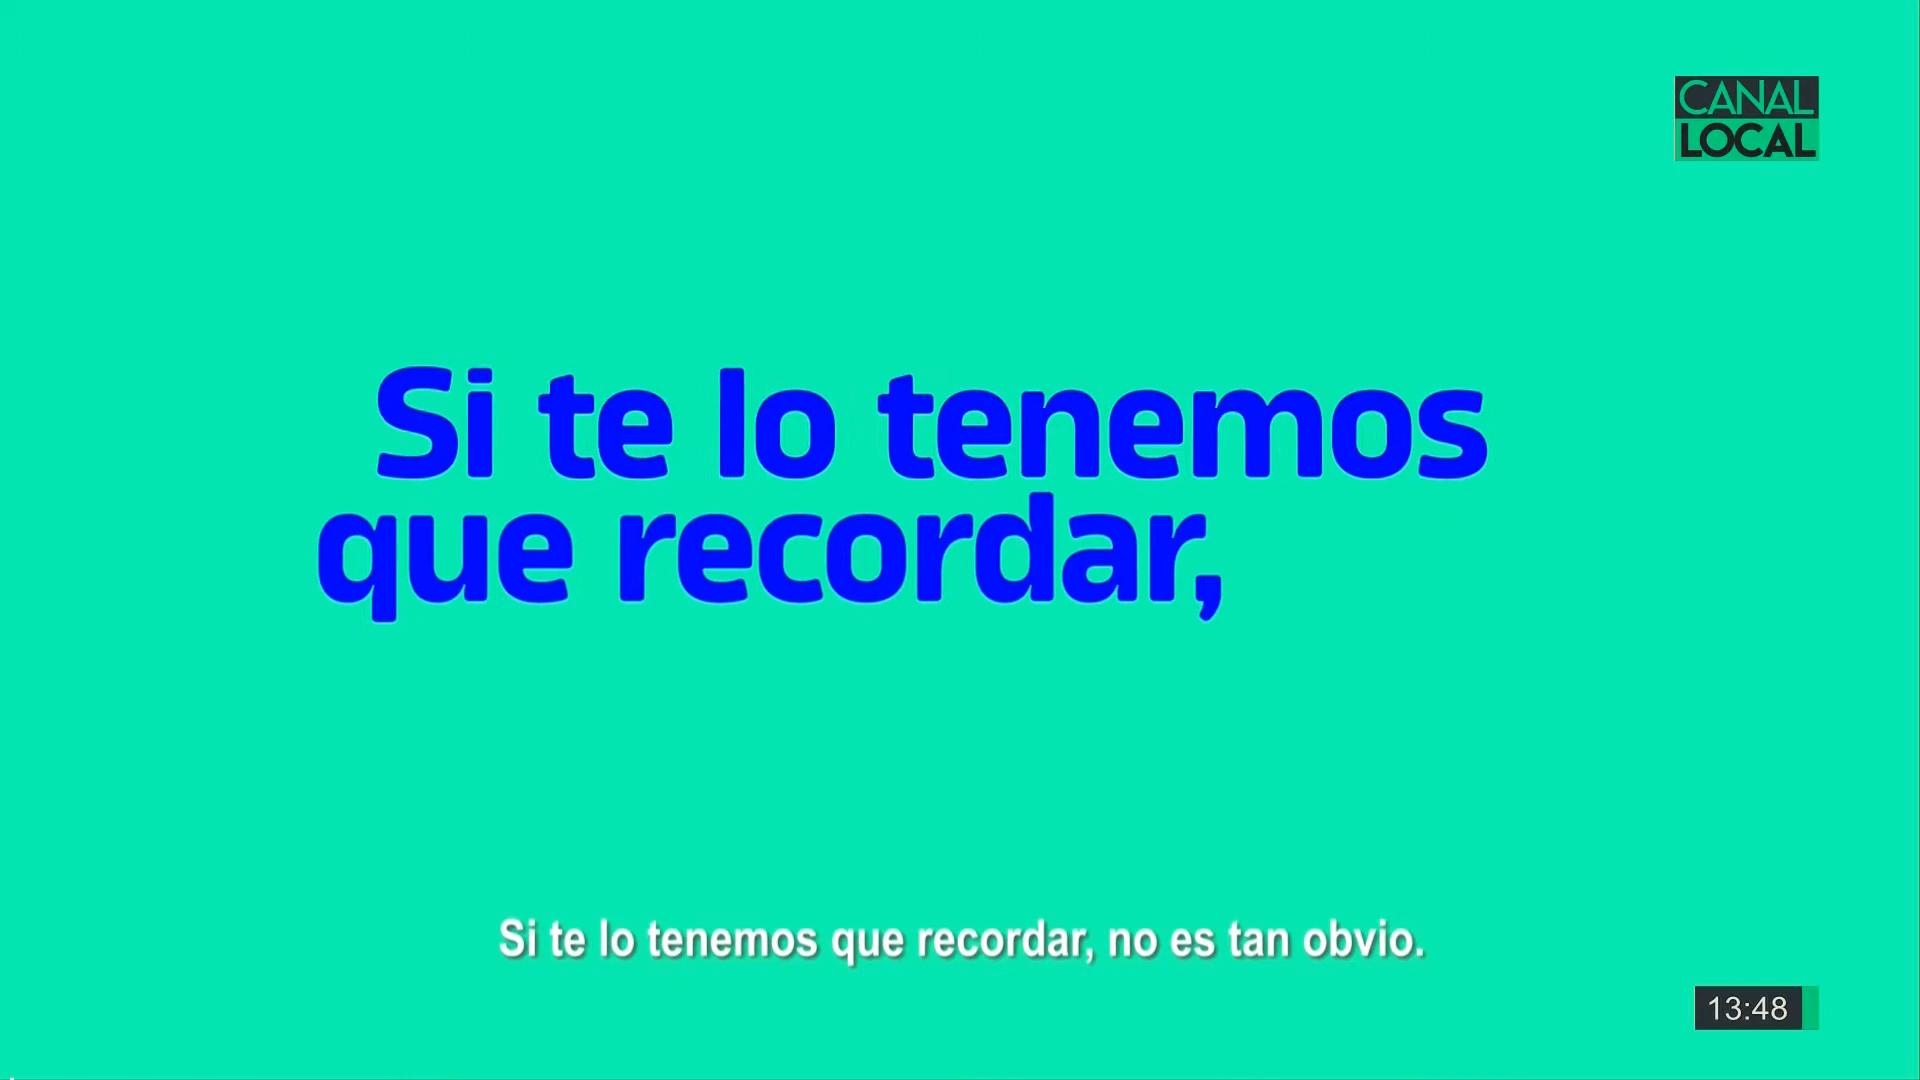 CANAL
LOCAL
Si te lo tenemos
que recordar,
Si te lo tenemos que recordar, no es tan obvio.
13:48